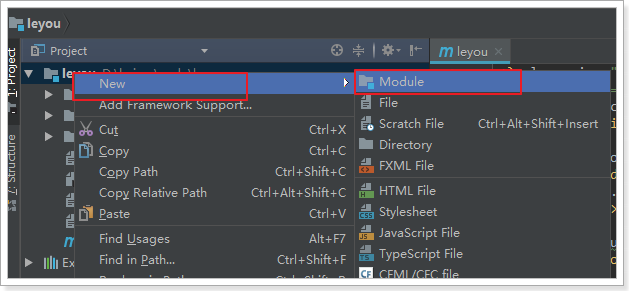 Project
leyou
1: Project
7: Structure
leyou
New
Add Framework Support...
Cut Ctrl+X
Copy Ctrl+C
Copy Path Ctrl+Shift+C
Copy Relative Path Ctrl+Alt+Shift+C
Paste Ctrl+V
Find Usages Alt+F7
Find in Path... Ctrl+Shift+F
Module
File
Scratch File Ctrl+Alt+Shift+Insert
Directory
FXML File
HTML File
Stylesheet
JavaScript File
TypeScript File
CFML/CFC file